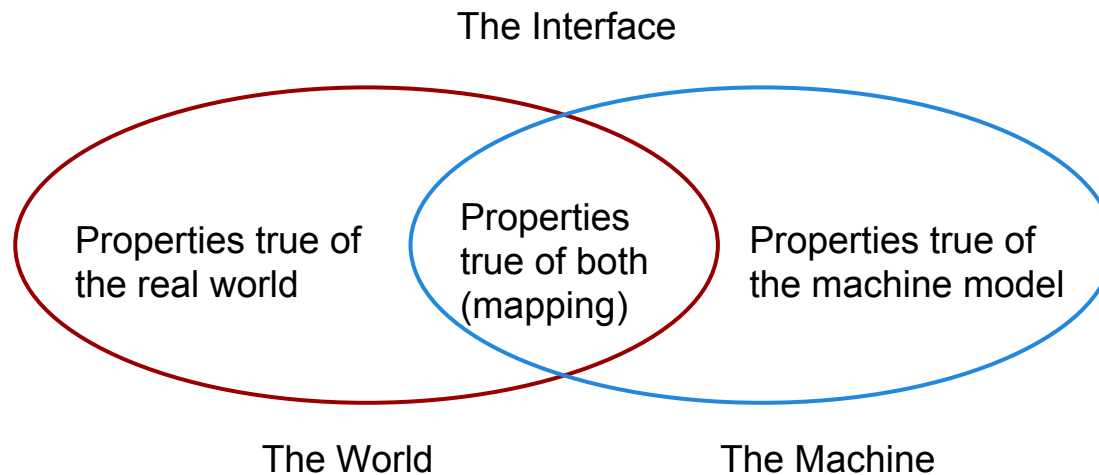 The Interface
Properties true of
the real world
Properties
true of both
(mapping)
Properties true of
the machine model
The World
The Machine